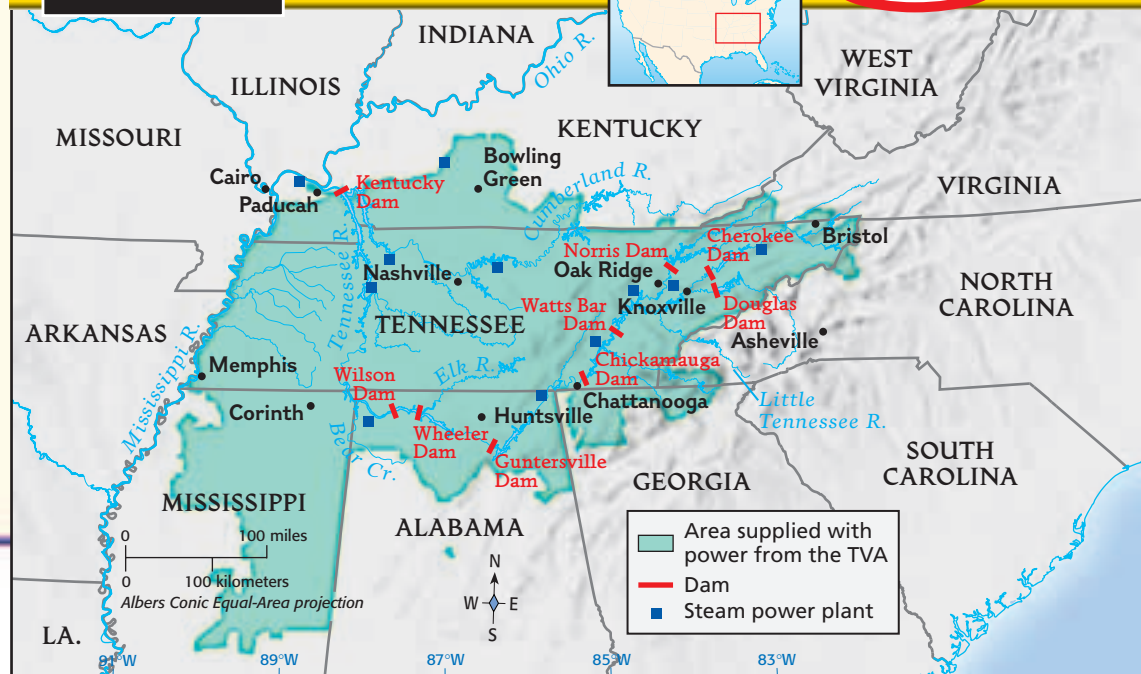 INDIANA
Ohio R.
WEST
VIRGINIA
ILLINOIS
MISSOURI
KENTUCKY
Bowling
Green
Cairo
Paducah
Kentucky
Dam
Cumberland R.
VIRGINIA
Tennessee R.
Nashville
Norris Dam
Oak Ridge
Cherokee
Dam
Bristol
Knoxville
Douglas
Dam
NORTH
CAROLINA
Watts Bar
Dam
TENNESSEE
Asheville
ARKANSAS
Mississippi R.
Memphis
Chickamauga
Dam
Elk R.
Wilson
Dam
Chattanooga
Little
Tennessee R.
Corinth
Huntsville
Wheeler
Dam
Bear Cr.
Guntersville
Dam
GEORGIA
SOUTH
CAROLINA
MISSISSIPPI
ALABAMA
0 100 miles
0 100 kilometers
Albers Conic Equal-Area projection
N
W E
S
Area supplied with
power from the TVA
Dam
Steam power plant
LA.
91°W 89°W 87°W 85°W 83°W